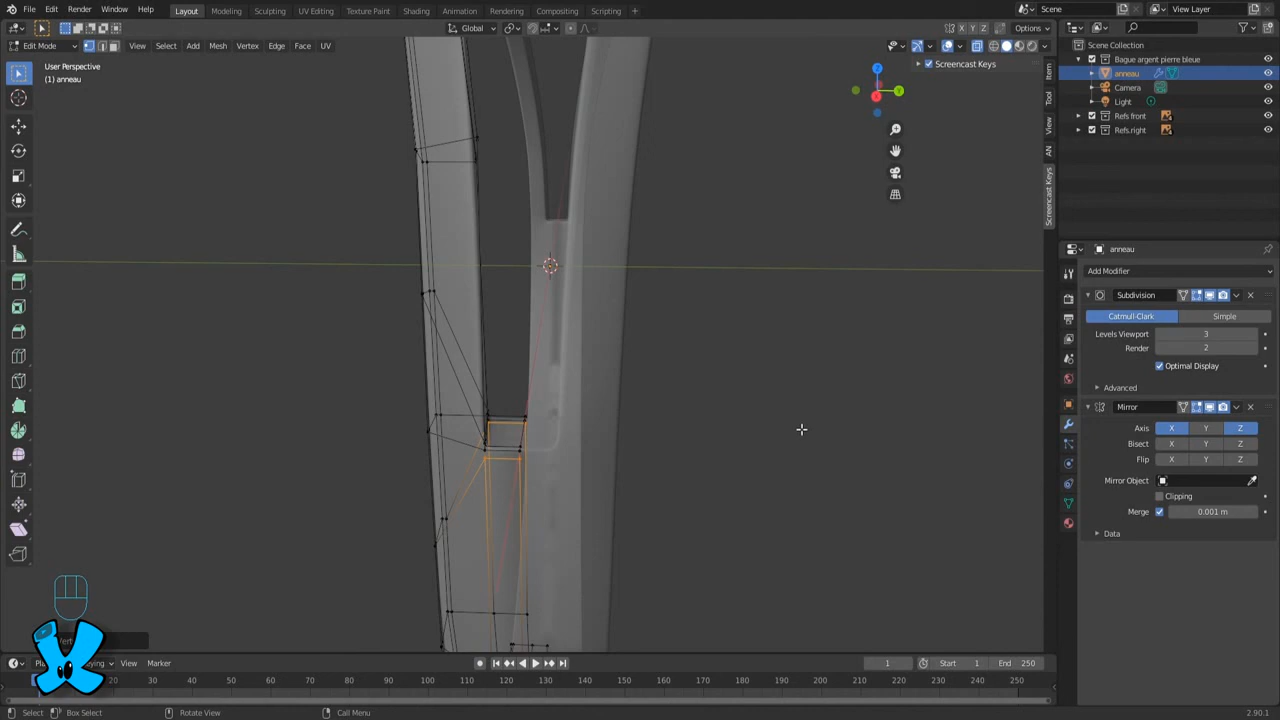 File Edit Render Window Help Layout Modeling Sculpting UV Editing Texture Paint Shading Animation Rendering Compositing Scripting + Scene View Layer
Global Options
Edit Mode View Select Add Mesh Vertex Edge Face UV X Y Z
User Perspective
(1) anneau
Screencast Keys
Z
Y
X
Item
Tool
View
AN
Screencast Keys
Scene Collection
Bague argent pierre bleue
anneau
Camera
Light
Refs front
Refs right
anneau
Add Modifier
Subdivision
Catmull-Clark Simple
Levels Viewport 3
Render 2
Optimal Display
Advanced
Mirror
Axis X Y Z
Bisect X Y Z
Flip X Y Z
Mirror Object
Clipping
Merge 0.001 m
Data
View Marker 1 Start 1 End 250
20 30 40 50 60 70 80 90 100 110 120 130 140 150 160 170 180 190 200 210 220 230 240 250
Select Box Select Rotate View Call Menu 2.90.1